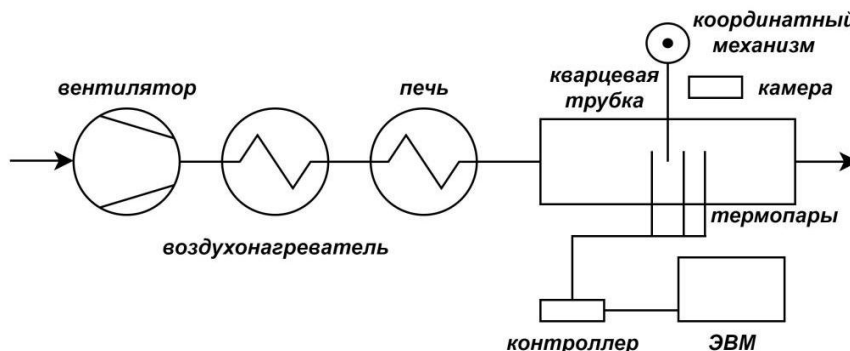 координатный
механизм
вентилятор
печь
кварцевая
трубка
камера
воздухонагреватель
термопары
контроллер
ЭВМ